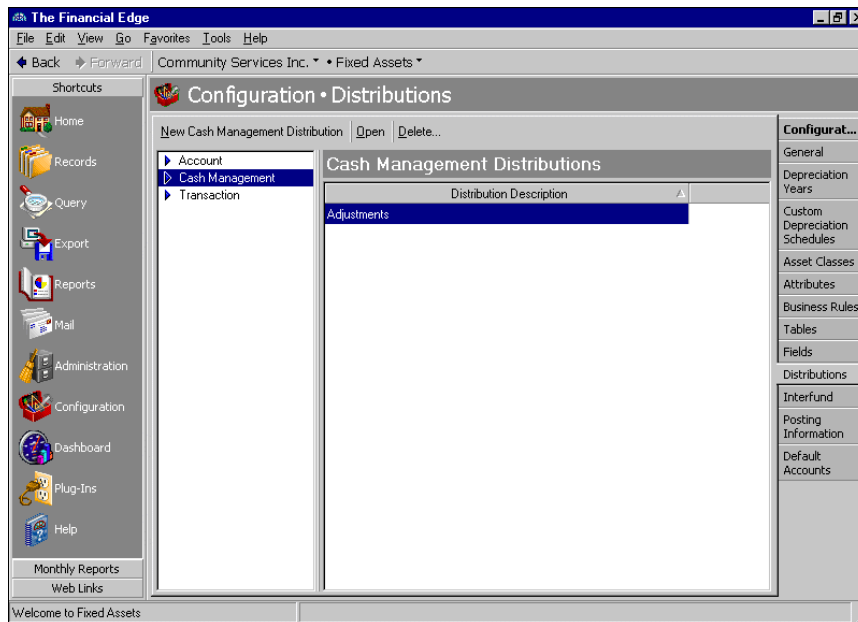 The Financial Edge
File Edit View Go Favorites Tools Help
Back Forward Community Services Inc. • Fixed Assets
Shortcuts
Home
Records
Query
Export
Reports
Mail
Administration
Configuration
Dashboard
Plug-Ins
Help
Monthly Reports
Web Links
Configuration • Distributions
New Cash Management Distribution Open Delete...
Account
Cash Management
Transaction
Cash Management Distributions
Distribution Description
Adjustments
Configurat...
General
Depreciation
Years
Custom
Depreciation
Schedules
Asset Classes
Attributes
Business Rules
Tables
Fields
Distributions
Interfund
Posting
Information
Default
Accounts
Welcome to Fixed Assets